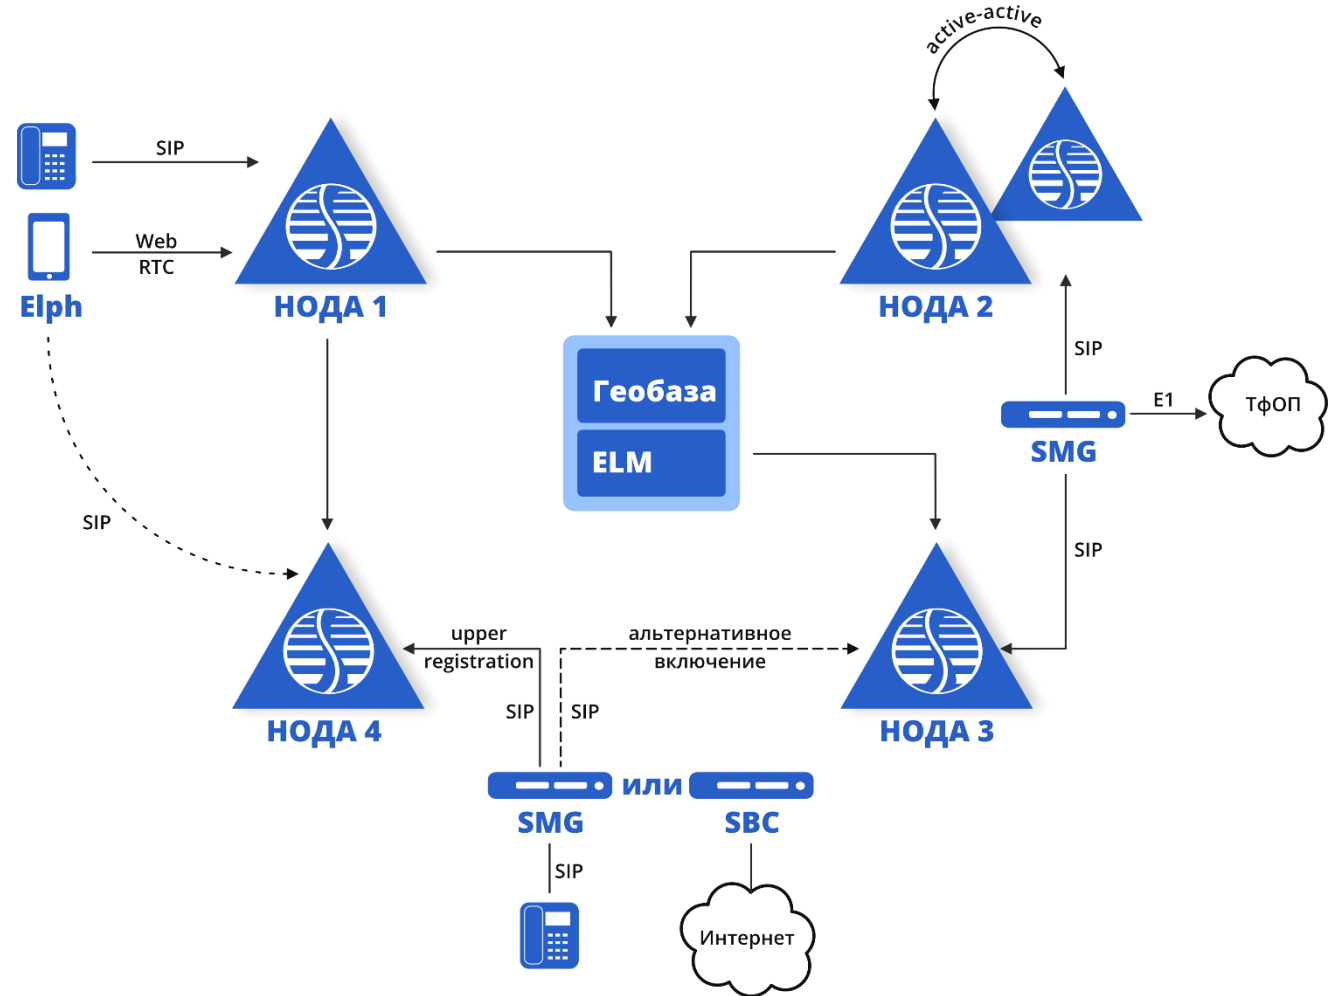 active-active
SIP
Web
RTC
Elph
НОДА 1
НОДА 2
SIP
Геобаза
ELM
E1
ТфОП
SMG
SIP
SIP
upper
registration
SIP
альтернативное
включение
SIP
НОДА 4
НОДА 3
SMG
или
SBC
SIP
Интернет